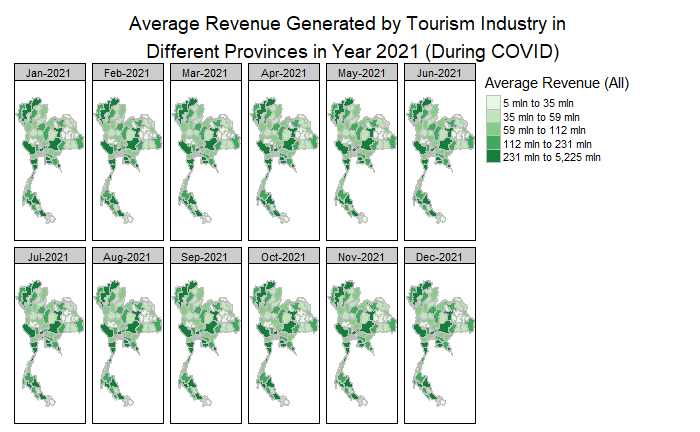 Average Revenue Generated by Tourism Industry in
Different Provinces in Year 2021 (During COVID)
Jan-2021 Feb-2021 Mar-2021 Apr-2021 May-2021 Jun-2021
Average Revenue (All)
5 mln to 35 mln
35 mln to 59 mln
59 mln to 112 mln
112 mln to 231 mln
231 mln to 5,225 mln
Jul-2021 Aug-2021 Sep-2021 Oct-2021 Nov-2021 Dec-2021